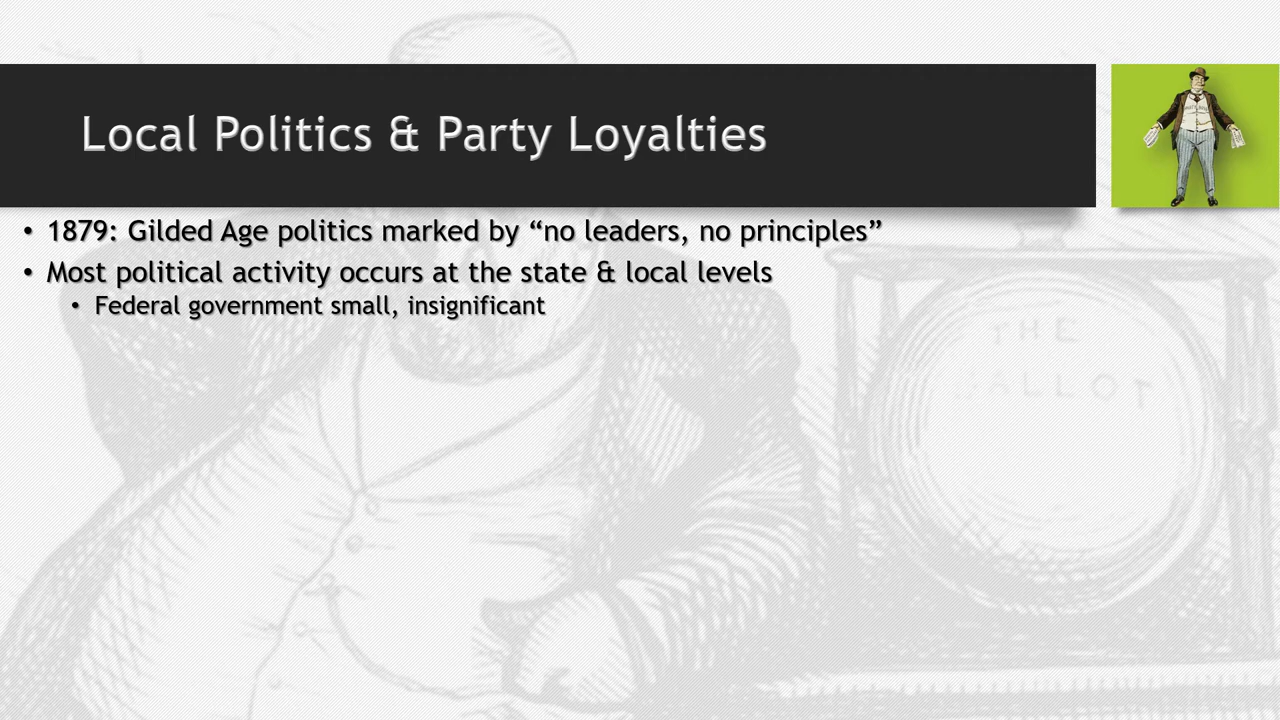 Local Politics & Party Loyalties
• 1879: Gilded Age politics marked by “no leaders, no principles”
• Most political activity occurs at the state & local levels
• Federal government small, insignificant
THE
BALLOT